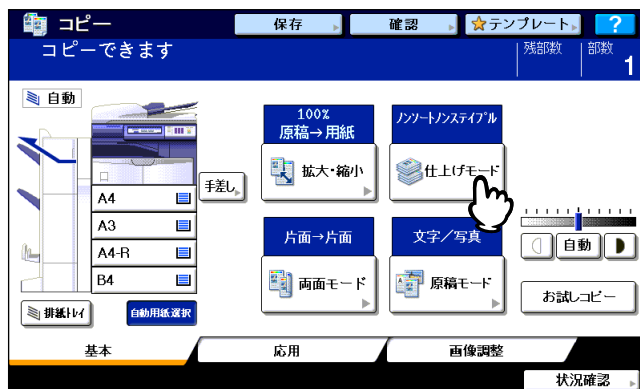 コピー
保存
確認
テンプレート
?
コピーできます
残部数
部数
1
自動
100%
原稿→用紙
ノンソートノンステイプル
拡大・縮小
仕上げモード
手差し
A4
A3
A4-R
B4
片面→片面
文字／写真
両面モード
原稿モード
自動
お試しコピー
排紙トレイ
自動用紙選択
基本
応用
画像調整
状況確認